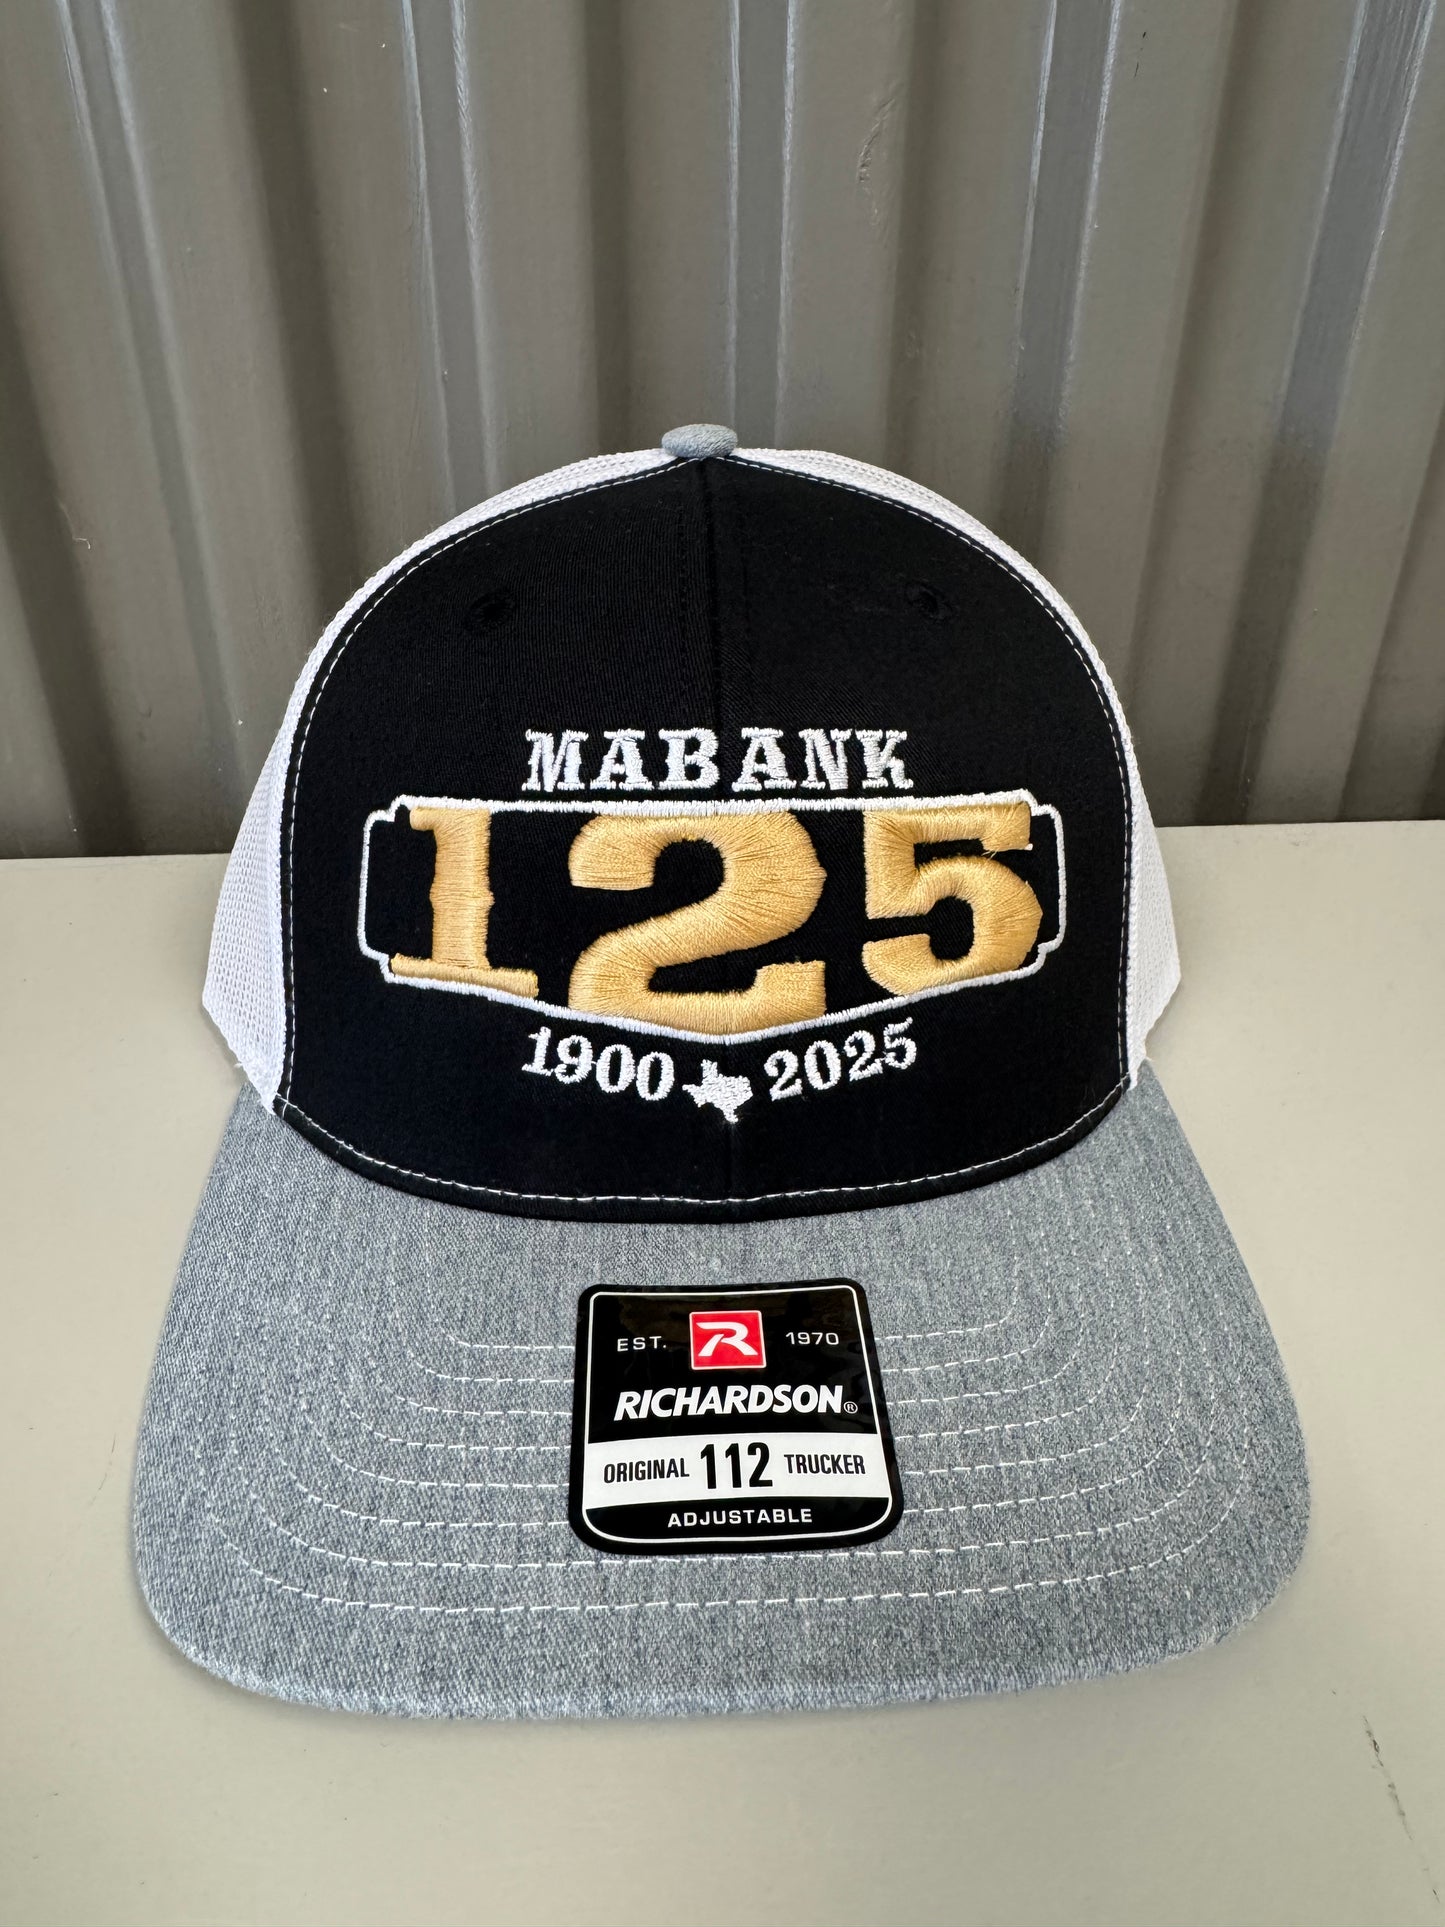 MABANK
125
1900 2025
EST. R 1970
RICHARDSON®
ORIGINAL 112 TRUCKER
ADJUSTABLE